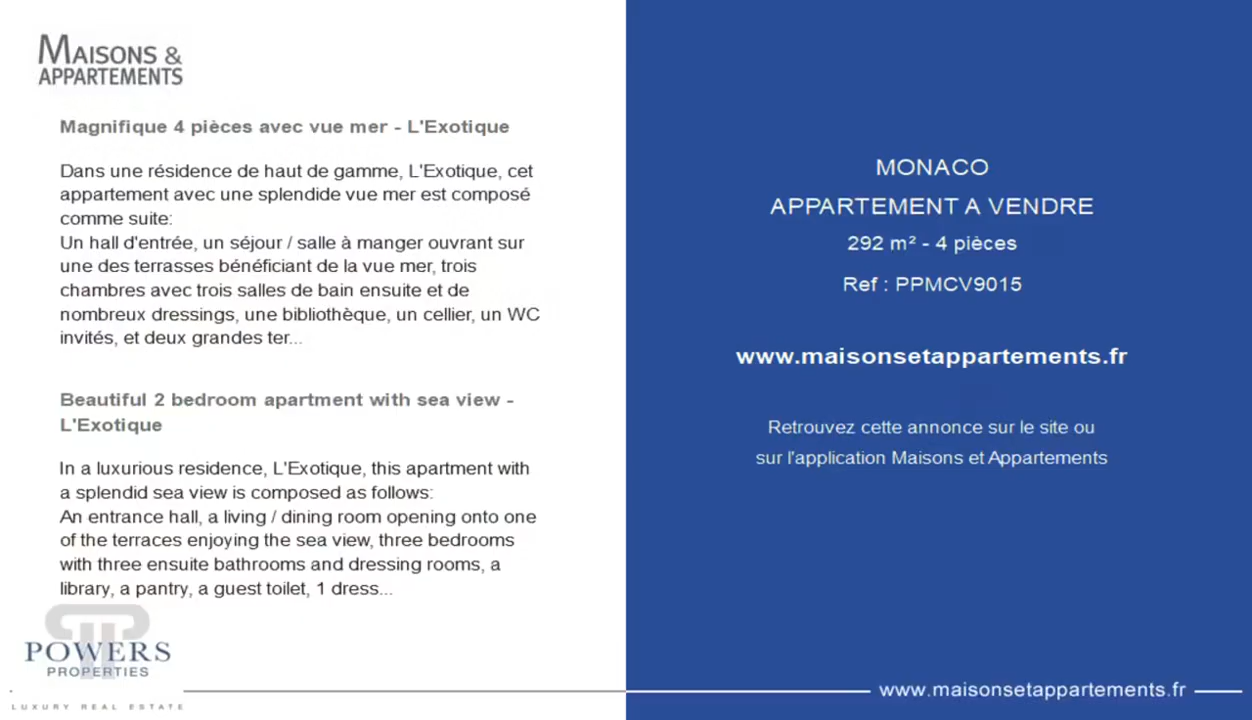 MAISONS &
APPARTEMENTS
Magnifique 4 pièces avec vue mer - L'Exotique
Dans une résidence de haut de gamme, L'Exotique, cet
appartement avec une splendide vue mer est composé
comme suite:
Un hall d'entrée, un séjour / salle à manger ouvrant sur
une des terrasses bénéficiant de la vue mer, trois
chambres avec trois salles de bain ensuite et de
nombreux dressings, une bibliothèque, un cellier, un WC
invités, et deux grandes ter...
Beautiful 2 bedroom apartment with sea view -
L'Exotique
In a luxurious residence, L'Exotique, this apartment with
a splendid sea view is composed as follows:
An entrance hall, a living / dining room opening onto one
of the terraces enjoying the sea view, three bedrooms
with three ensuite bathrooms and dressing rooms, a
library, a pantry, a guest toilet, 1 dress...
POWERS
PROPERTIES
LUXURY REAL ESTATE
MONACO
APPARTEMENT A VENDRE
292 m² - 4 pièces
Ref : PPMCV9015
www.maisonsetappartements.fr
Retrouvez cette annonce sur le site ou
sur l'application Maisons et Appartements
www.maisonsetappartements.fr